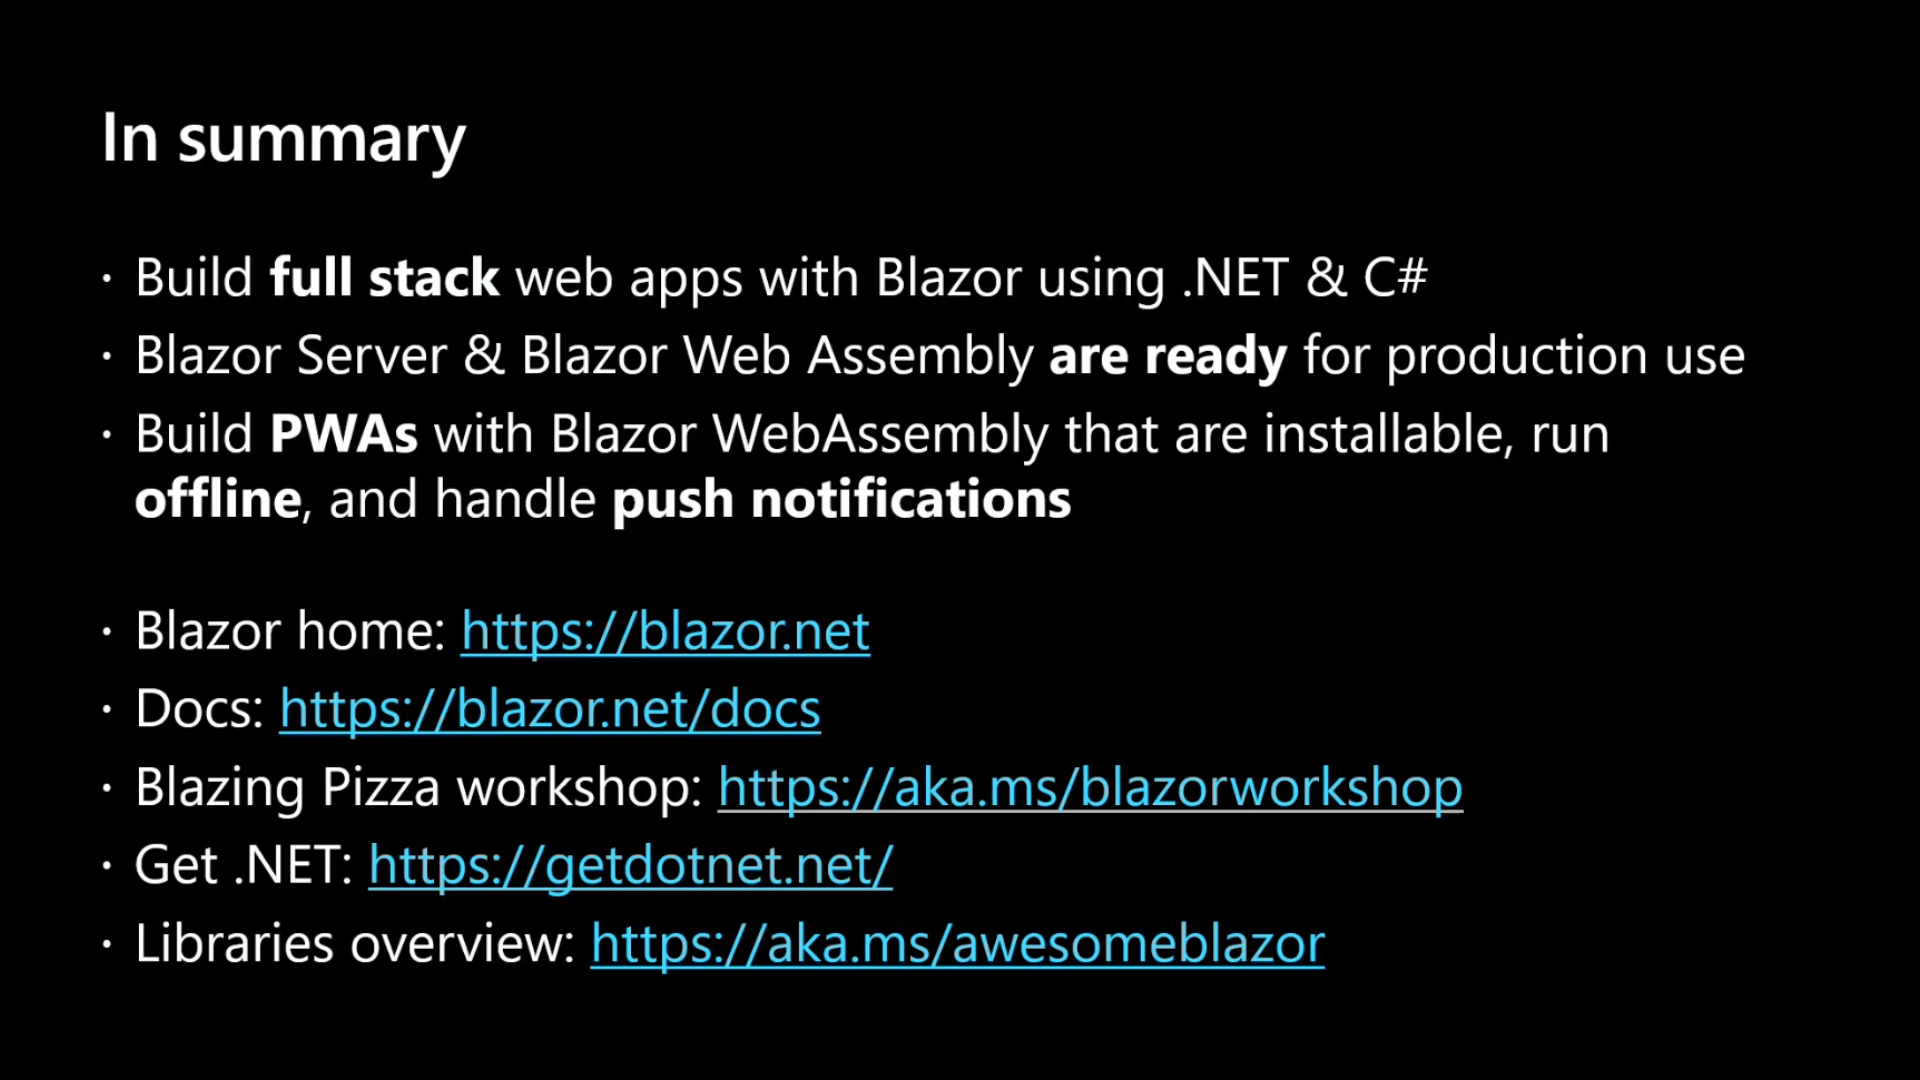 In summary
· Build full stack web apps with Blazor using .NET & C#
· Blazor Server & Blazor Web Assembly are ready for production use
· Build PWAs with Blazor WebAssembly that are installable, run
offline, and handle push notifications
· Blazor home: https://blazor.net
· Docs: https://blazor.net/docs
· Blazing Pizza workshop: https://aka.ms/blazorworkshop
· Get .NET: https://getdotnet.net/
· Libraries overview: https://aka.ms/awesomeblazor